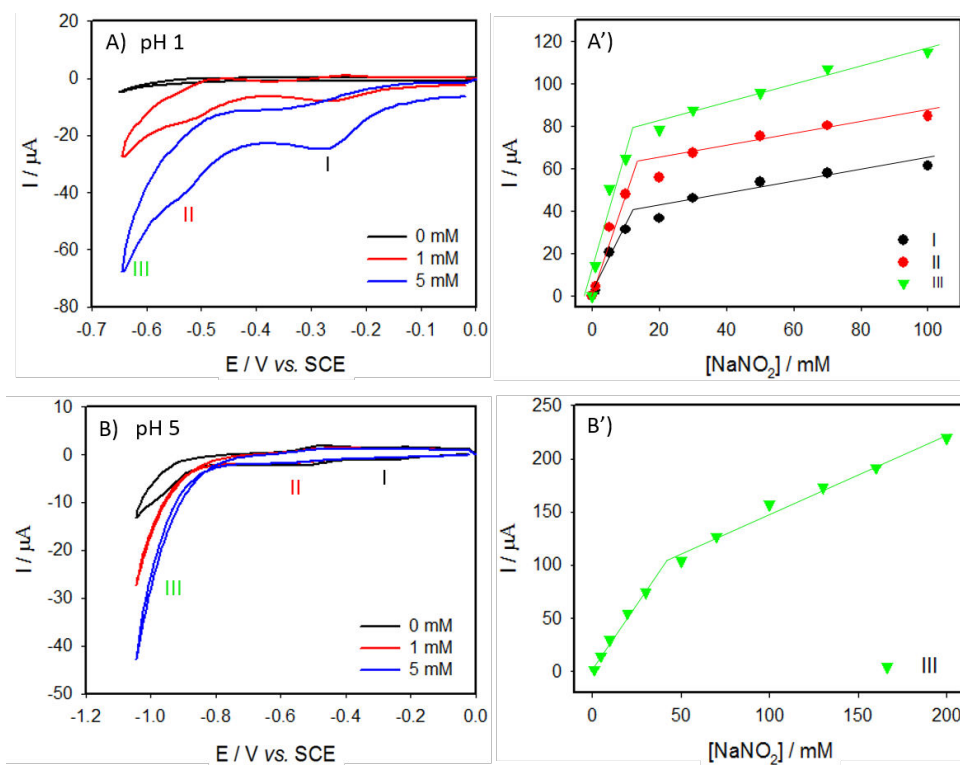 A) pH 1
20
0
-20
-40
-60
-80
I / µA
I
II
III
0 mM
1 mM
5 mM
-0.7 -0.6 -0.5 -0.4 -0.3 -0.2 -0.1 0.0
E / V vs. SCE
A')
120
100
80
60
40
20
0
I / µA
I
II
III
0 20 40 60 80 100
[NaNO2] / mM
B) pH 5
10
0
-10
-20
-30
-40
-50
I / µA
II
I
III
0 mM
1 mM
5 mM
-1.2 -1.0 -0.8 -0.6 -0.4 -0.2 0.0
E / V vs. SCE
B')
250
200
150
100
50
0
I / µA
III
0 50 100 150 200
[NaNO2] / mM